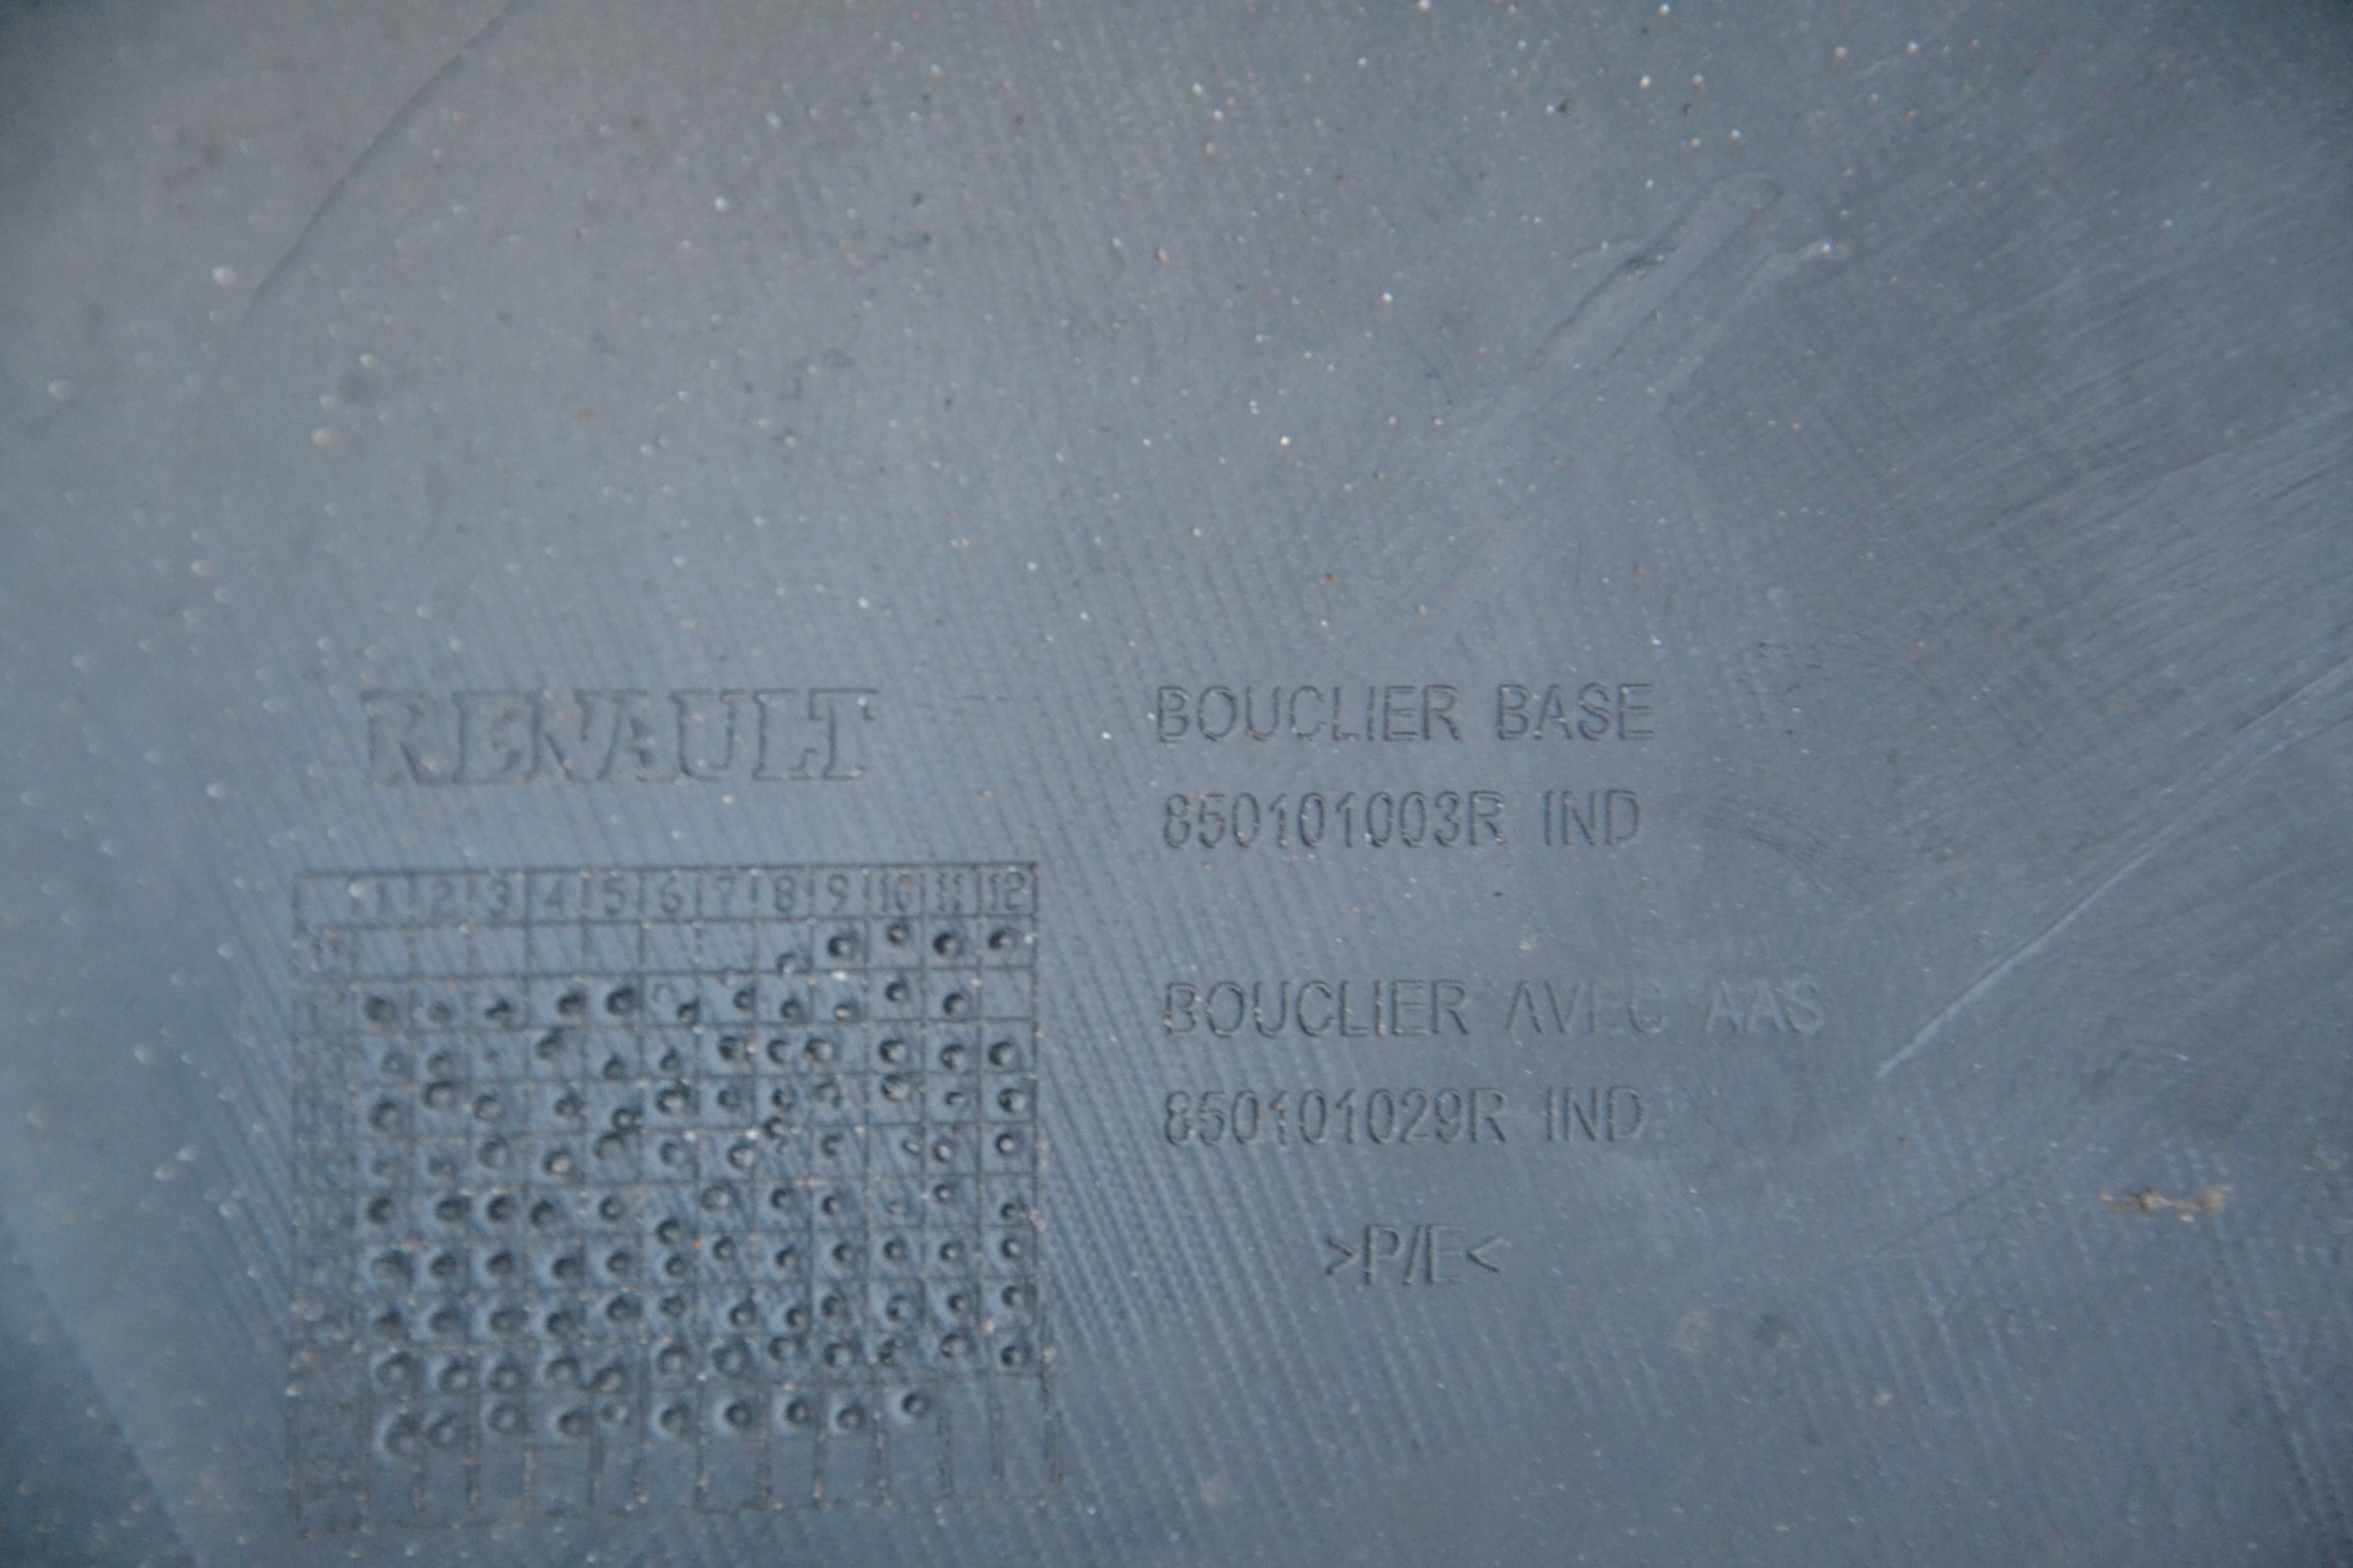 RENAULT
BOUCLIER BASE
850101003R IND
1 2 3 4 5 6 7 8 9 10 11 12
BOUCLIER AVEC AAS
850101029R IND
>P/E<